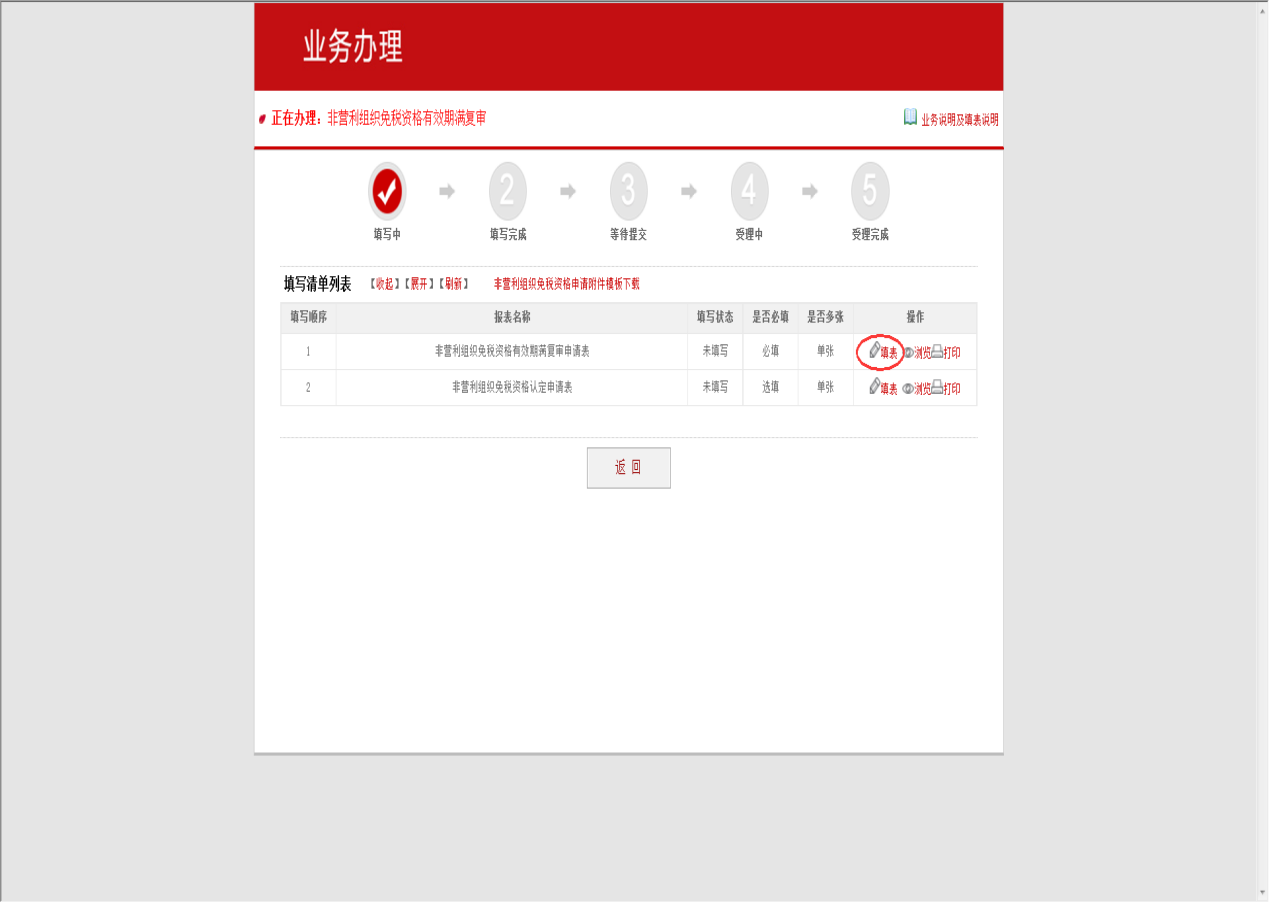 业务办理
正在办理：非营利组织免税资格有效期满复审
业务说明及填表说明
2 3 4 5
填写中 填写完成 等待提交 受理中 受理完成
填写清单列表 【收起】【展开】【刷新】 非营利组织免税资格申请附件模板下载
填写顺序 报表名称 填写状态 是否必填 是否多张 操作
1 非营利组织免税资格有效期满复审申请表 未填写 必填 单张 填表 浏览 打印
2 非营利组织免税资格认定申请表 未填写 选填 单张 填表 浏览 打印
返 回